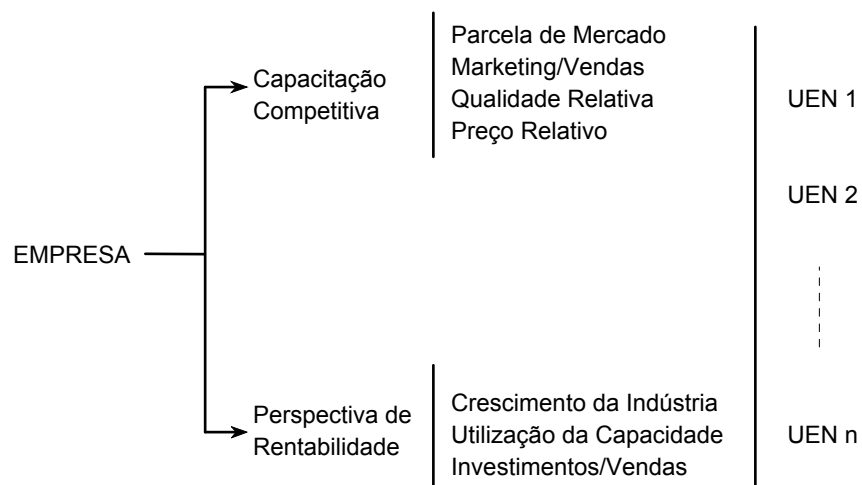 Parcela de Mercado
Marketing/Vendas
Qualidade Relativa
Preço Relativo
Capacitação
Competitiva
UEN 1
UEN 2
EMPRESA
Perspectiva de
Rentabilidade
Crescimento da Indústria
Utilização da Capacidade
Investimentos/Vendas
UEN n